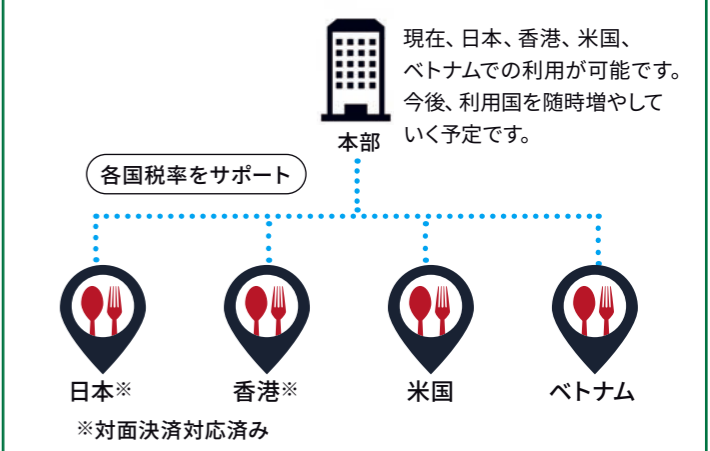 現在、日本、香港、米国、
ベトナムでの利用が可能です。
今後、利用国を随時増やして
いく予定です。
本部
各国税率をサポート
日本※
香港※
米国
ベトナム
※対面決済対応済み